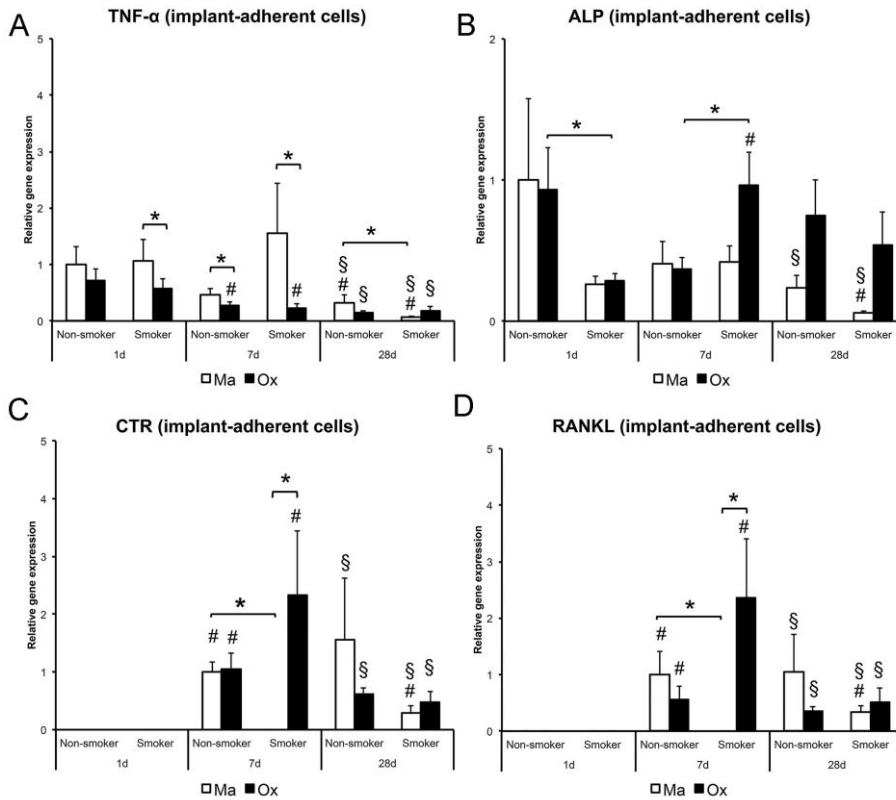 A
TNF-α (implant-adherent cells)
Relative gene expression
5
4
3
2
1
0
*
*
*
*
#
#
§
#
§
§
#
§
Non-smoker Smoker Non-smoker Smoker Non-smoker Smoker
1d 7d 28d
Ma Ox
B
ALP (implant-adherent cells)
Relative gene expression
2
1
0
*
*
#
§
§
#
Non-smoker Smoker Non-smoker Smoker Non-smoker Smoker
1d 7d 28d
Ma Ox
C
CTR (implant-adherent cells)
Relative gene expression
5
4
3
2
1
0
*
#
*
# #
§
§
§
#
§
Non-smoker Smoker Non-smoker Smoker Non-smoker Smoker
1d 7d 28d
Ma Ox
D
RANKL (implant-adherent cells)
Relative gene expression
5
4
3
2
1
0
*
#
*
#
#
§
§
§
#
§
Non-smoker Smoker Non-smoker Smoker Non-smoker Smoker
1d 7d 28d
Ma Ox